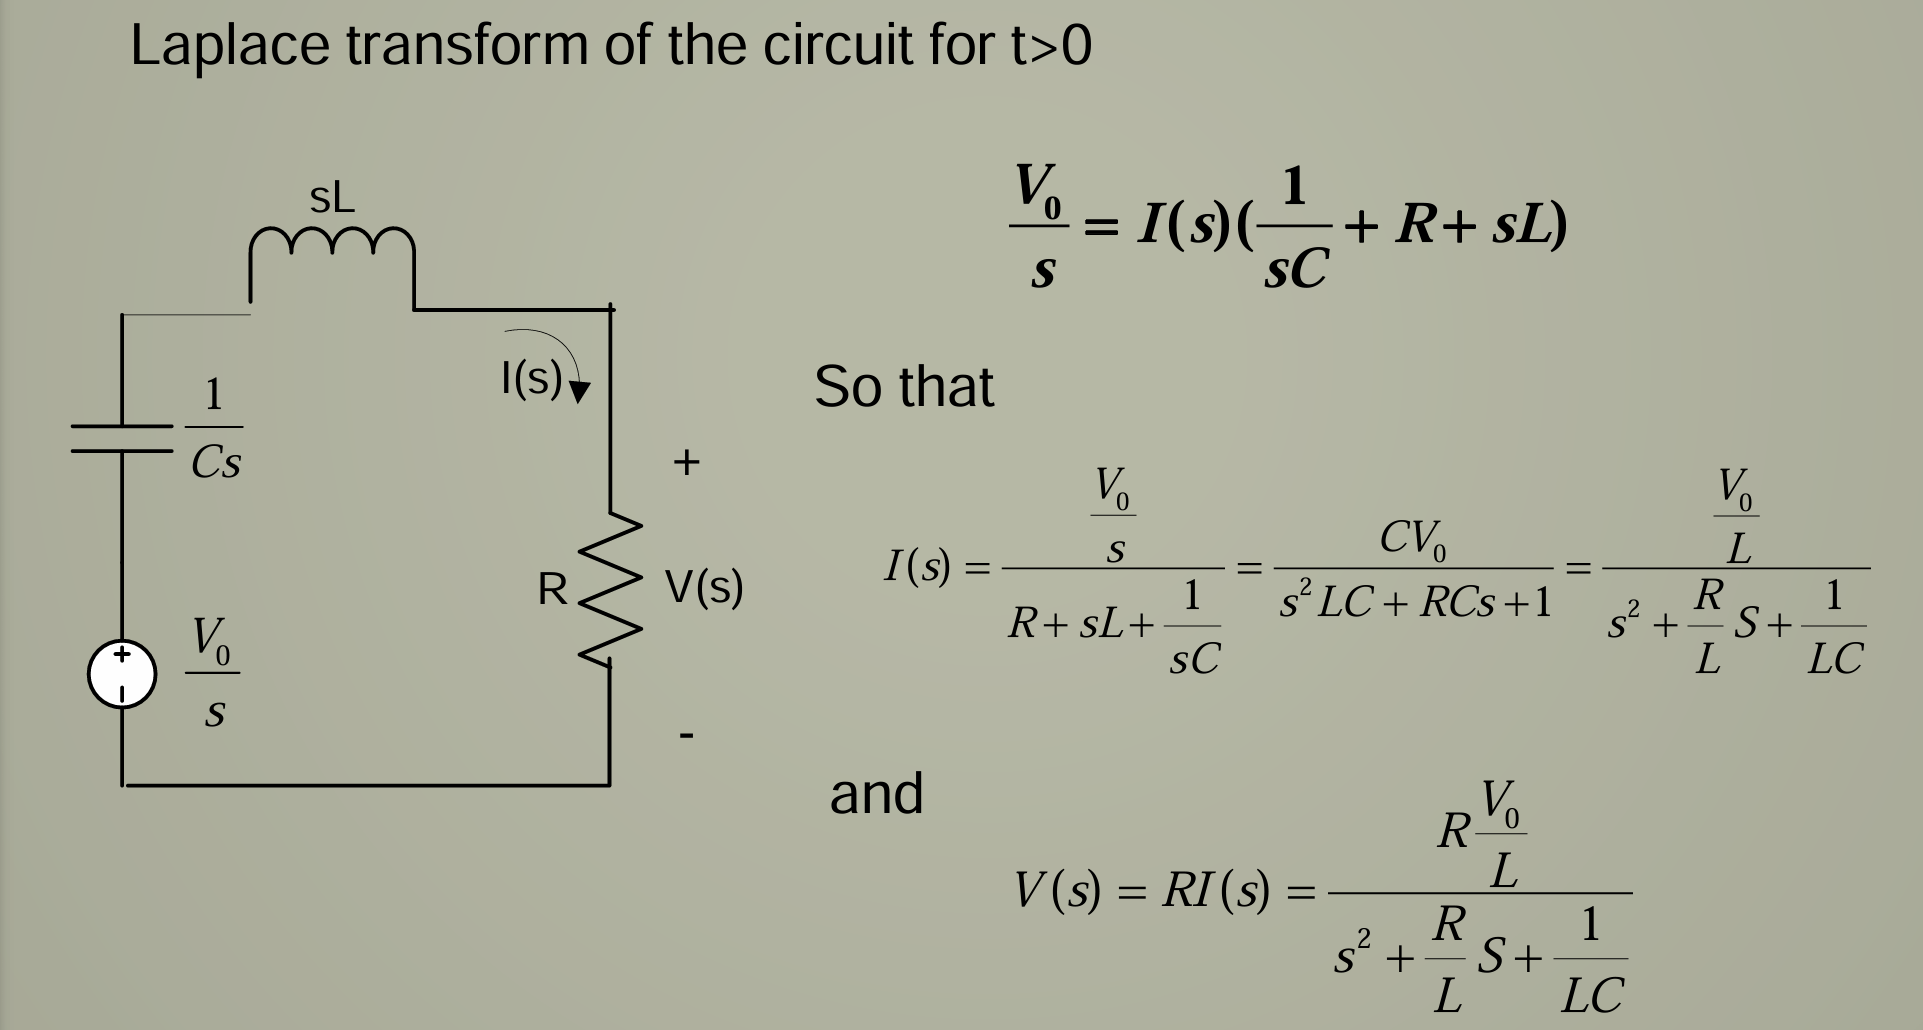 Laplace transform of the circuit for t>0
sL
I(s)
1
Cs
+
R
V(s)
V₀
s
+
-
-
V₀/s = I(s)(1/sC + R + sL)
So that
I(s) = (V₀/s)/(R + sL + 1/sC) = CV₀/(s²LC + RCs + 1) = (V₀/L)/(s² + (R/L)S + 1/LC)
and
V(s) = RI(s) = (R V₀/L)/(s² + (R/L)S + 1/LC)